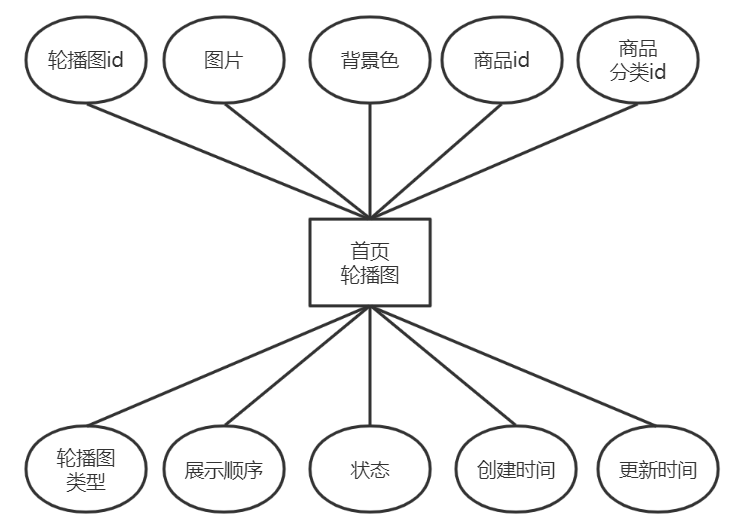 轮播图id
图片
背景色
商品id
商品
分类id
首页
轮播图
轮播图
类型
展示顺序
状态
创建时间
更新时间